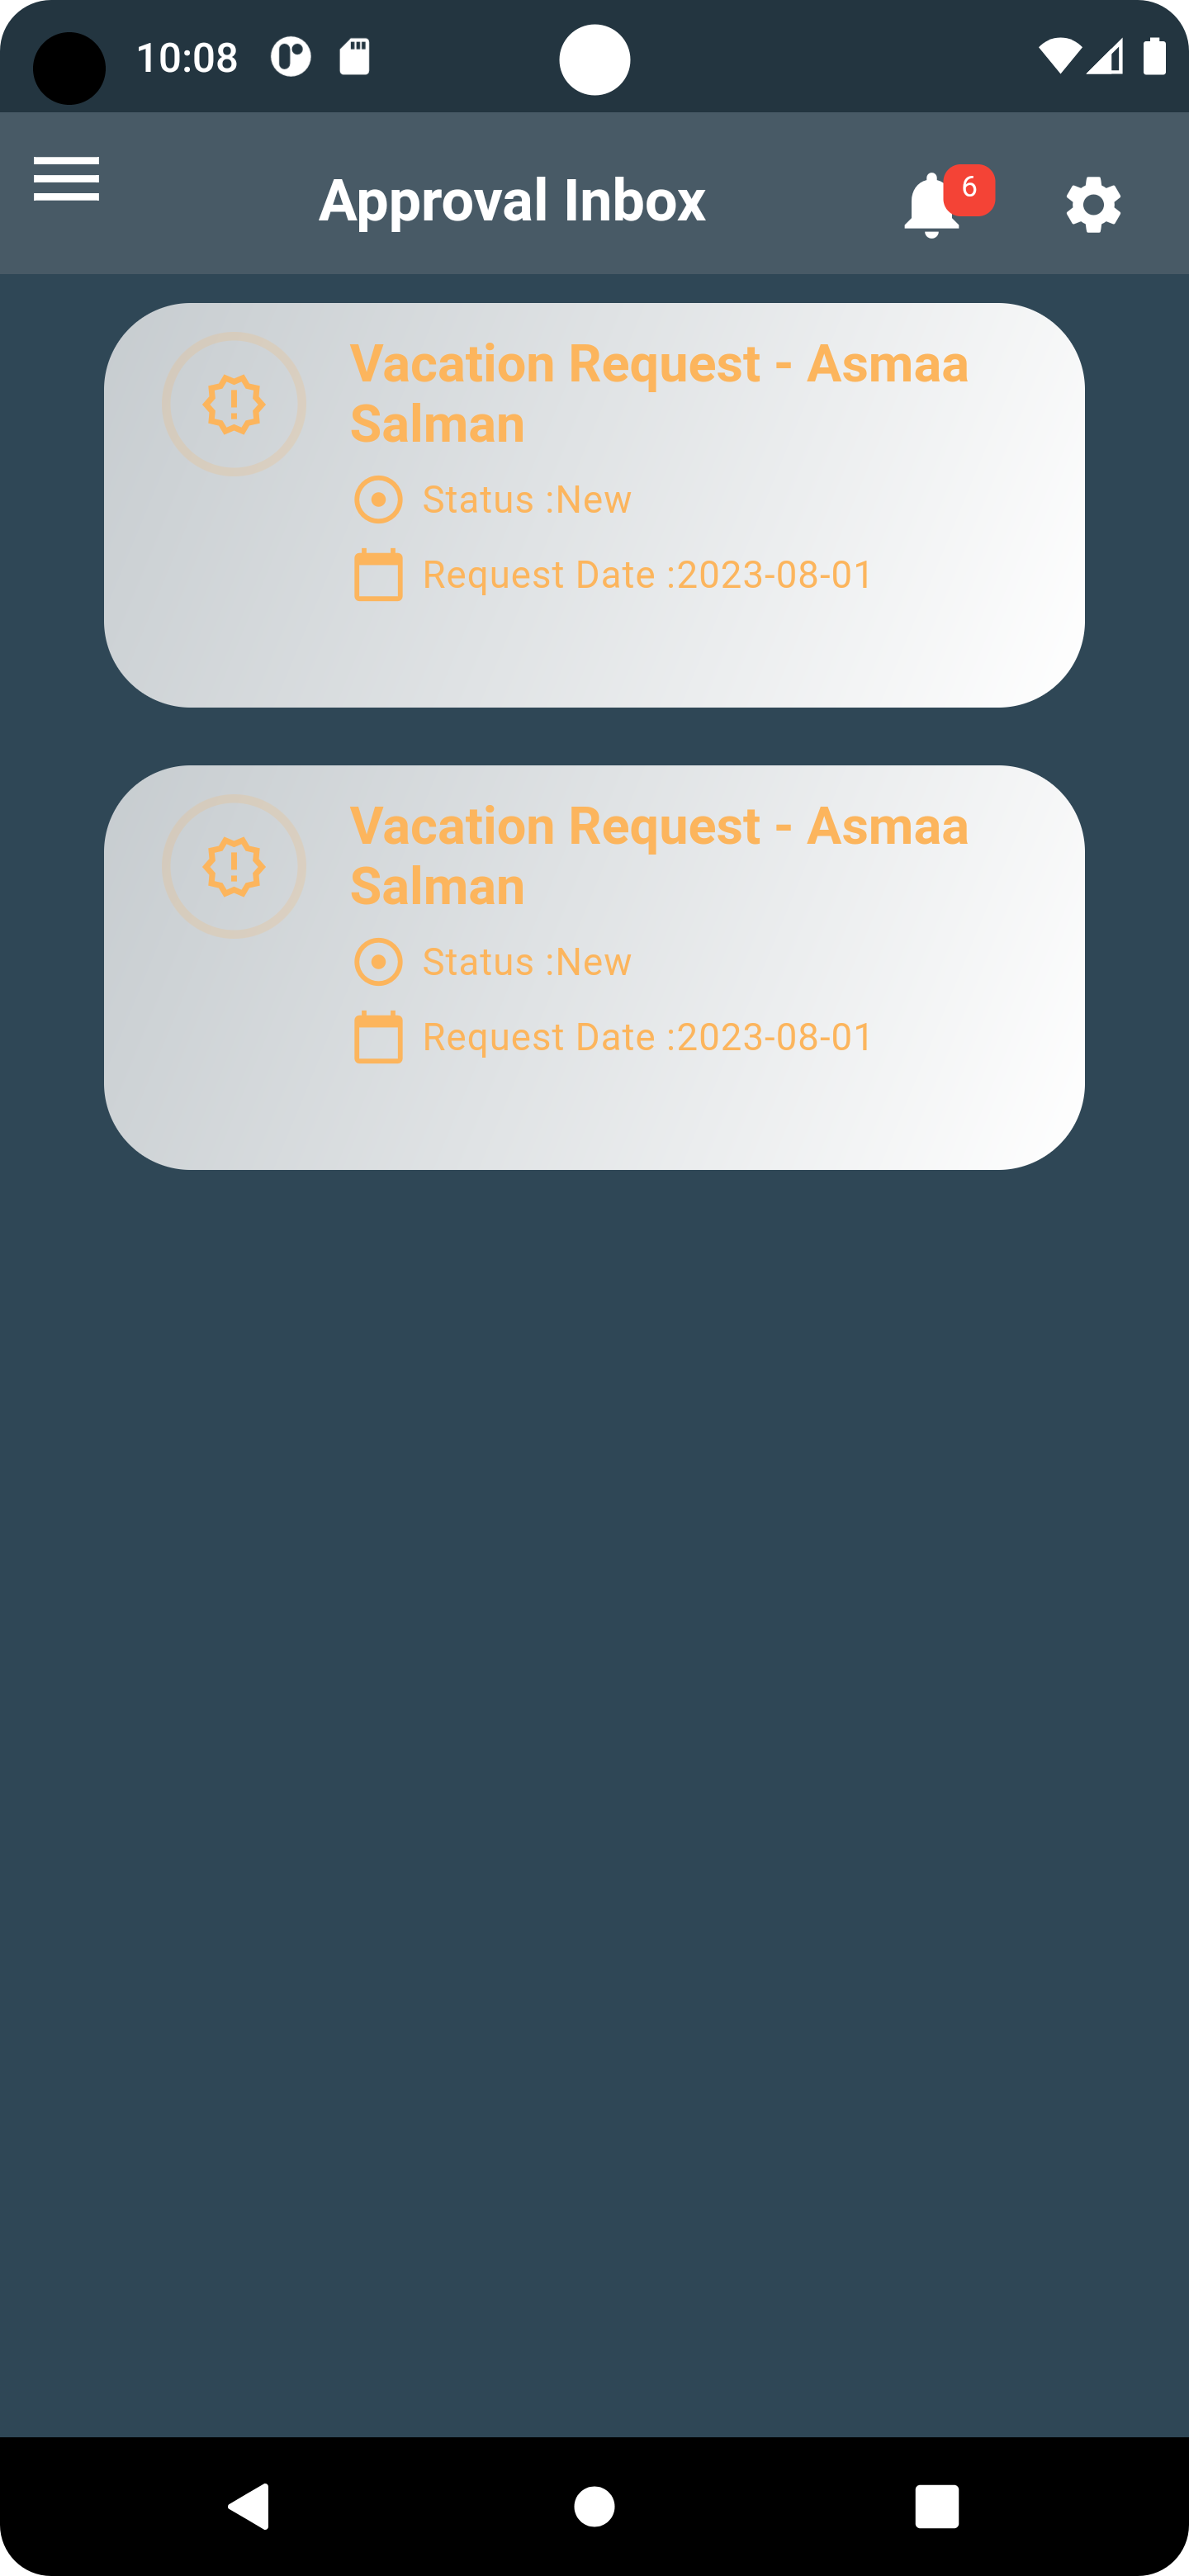 10:08
Approval Inbox
6
Vacation Request - Asmaa
Salman
Status :New
Request Date :2023-08-01
Vacation Request - Asmaa
Salman
Status :New
Request Date :2023-08-01